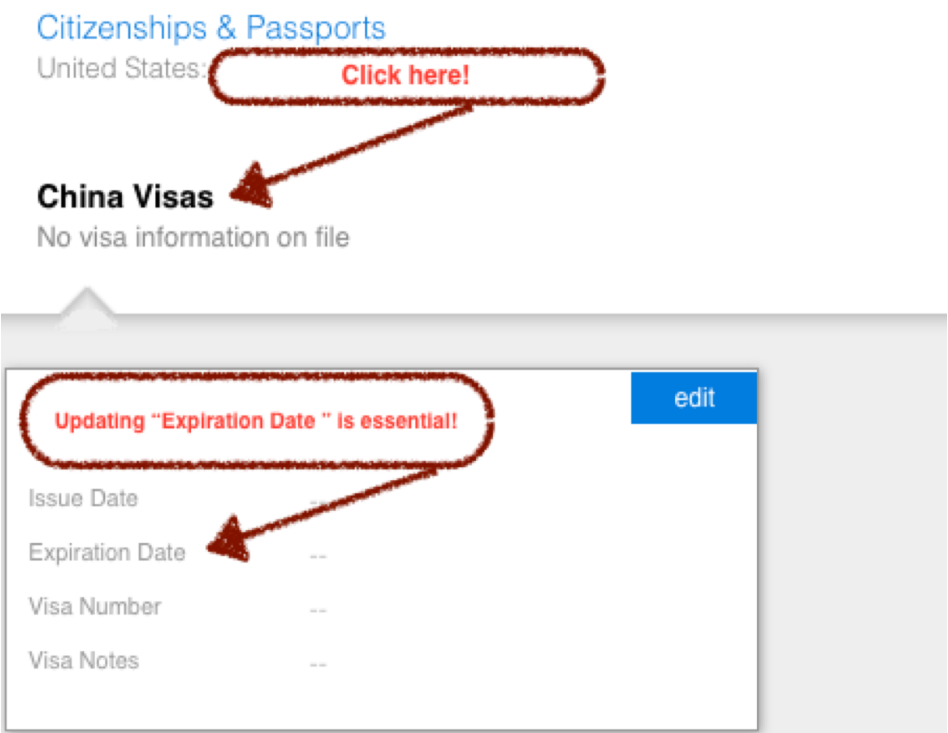 Citizenships & Passports
United States:
Click here!
China Visas
No visa information on file
edit
Updating “Expiration Date ” is essential!
Issue Date --
Expiration Date --
Visa Number --
Visa Notes --